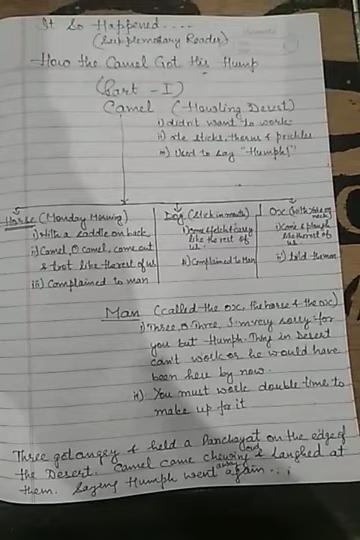 It So Happened....
(Supplementary Reader)
How the Camel Got His Hump
(Part - I)
Camel (Howling Desert)
i) didn't want to work
ii) ate sticks, thorns & prickles
iii) Used to say "Humph!"
Horse (Monday Morning)
i) With a saddle on back
ii) Camel, O camel, come out
& trot like the rest of us
iii) Complained to man
Dog (Stick in mouth)
i) come & fetch & carry
like the rest of
us
ii) complained to Man
Ox (with yoke on
neck)
i) Come & plough
like the rest of
us
ii) told the man
Man (called the ox, the horse & the ox)
i) Three, O Three, I'm very sorry for
you but Humph-Thing in Desert
can't work or he would have
been here by now.
ii) You must work double time to
make up for it
Three got angry & held a Panchayat on the edge of
the Desert. Camel came chewing cud & laughed at
them. Saying Humph went away again...